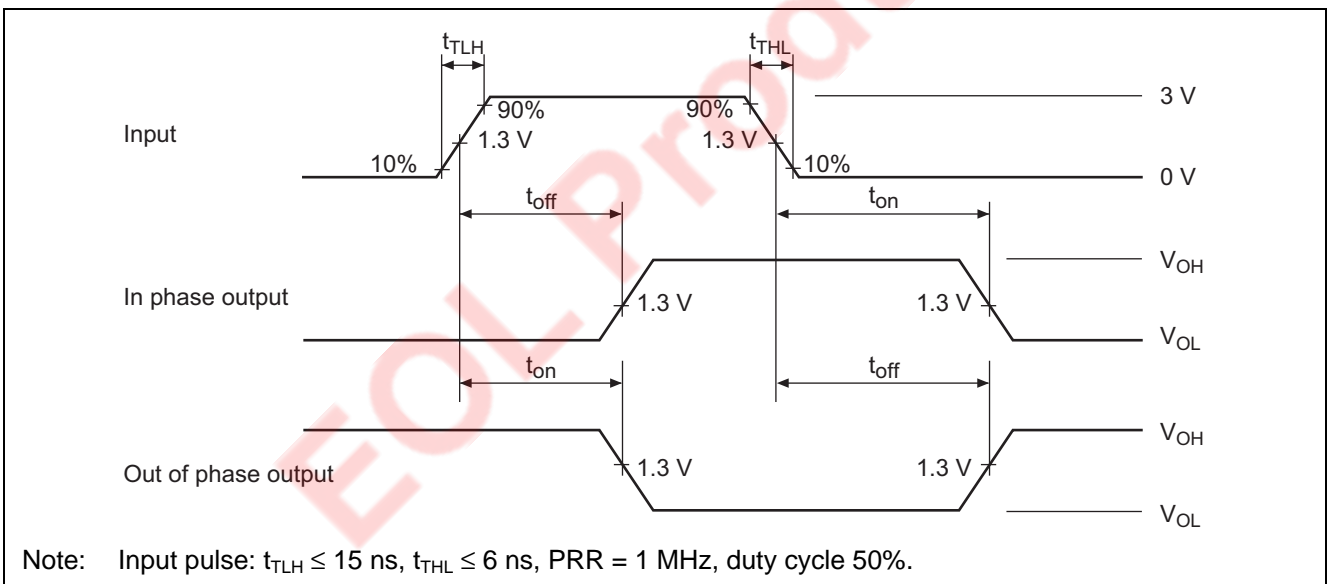 tTLH tTHL
3 V
90% 90%
Input 1.3 V 1.3 V
10% 10%
0 V
toff ton
VOH
In phase output 1.3 V 1.3 V
VOL
ton toff
VOH
Out of phase output 1.3 V 1.3 V
VOL
Note: Input pulse: tTLH ≤ 15 ns, tTHL ≤ 6 ns, PRR = 1 MHz, duty cycle 50%.
EOL Prod